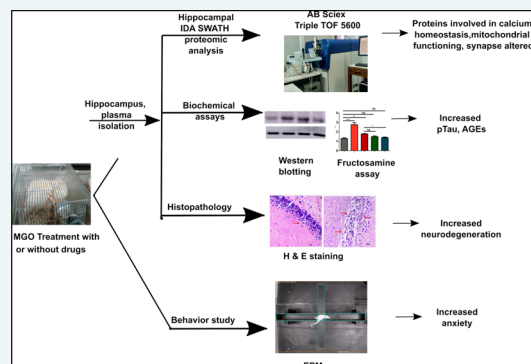 Hippocampal
IDA SWATH
proteomic
analysis
AB Sciex
Triple TOF 5600
Proteins involved in calcium
homeostasis,mitochondrial
functioning, synapse altered
Hippocampus,
plasma
isolation
Biochemical
assays
Western
blotting
Fructosamine
assay
Increased
pTau, AGEs
MGO Treatment with
or without drugs
Histopathology
H & E staining
Increased
neurodegeneration
Behavior study
Increased
anxiety
EPM